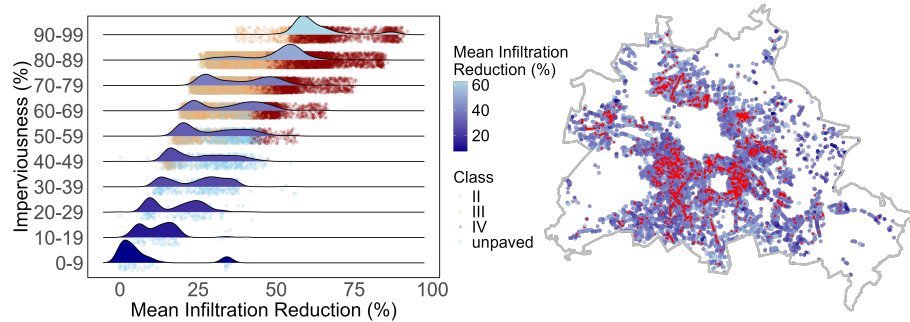 Imperviousness (%)
90-99
80-89
70-79
60-69
50-59
40-49
30-39
20-29
10-19
0-9
0 25 50 75 100
Mean Infiltration Reduction (%)
Mean Infiltration
Reduction (%)
60
40
20
Class
II
III
IV
unpaved